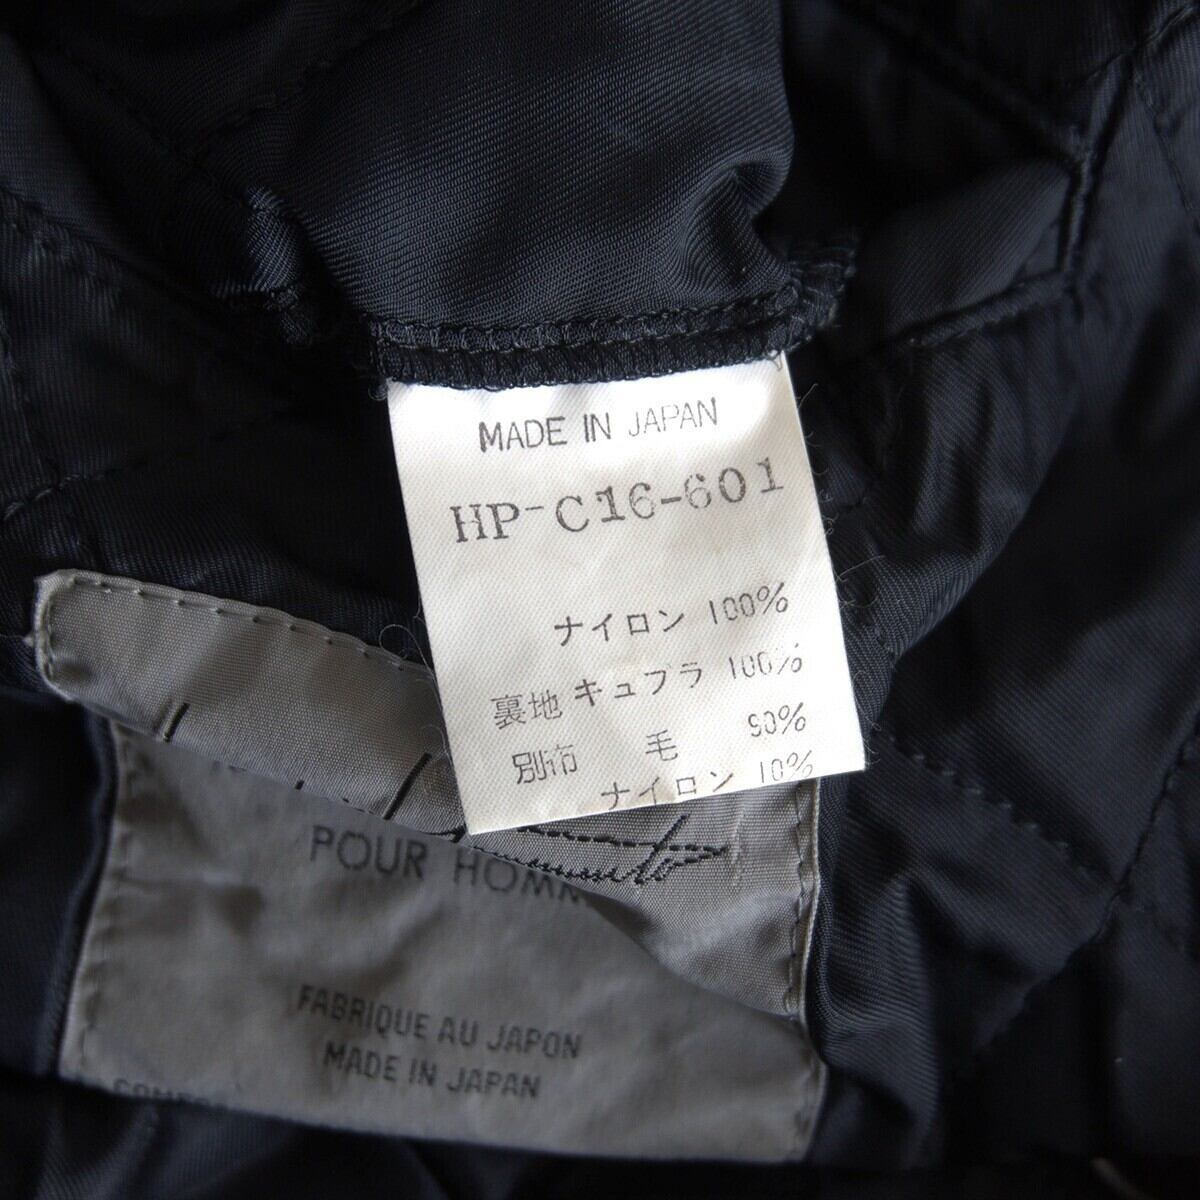 MADE IN JAPAN
HP-C16-601
ナイロン 100%
裏地 キュプラ 100%
別布 毛 90%
ナイロン 10%
POUR HOMM
FABRIQUE AU JAPON
MADE IN JAPAN